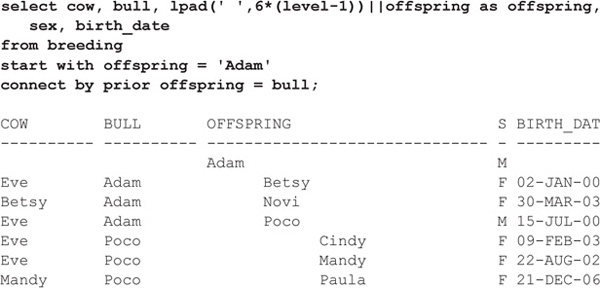 select cow, bull, lpad(' ',6*(level-1))||offspring as offspring,
   sex, birth_date
from breeding
start with offspring = 'Adam'
connect by prior offspring = bull;
COW        BULL       OFFSPRING                      S BIRTH_DAT
---------- ---------- ------------------------------ - ---------
                      Adam                           M
Eve        Adam             Betsy                    F 02-JAN-00
Betsy      Adam             Novi                     F 30-MAR-03
Eve        Adam             Poco                     M 15-JUL-00
Eve        Poco                   Cindy              F 09-FEB-03
Eve        Poco                   Mandy              F 22-AUG-02
Mandy      Poco                   Paula              F 21-DEC-06